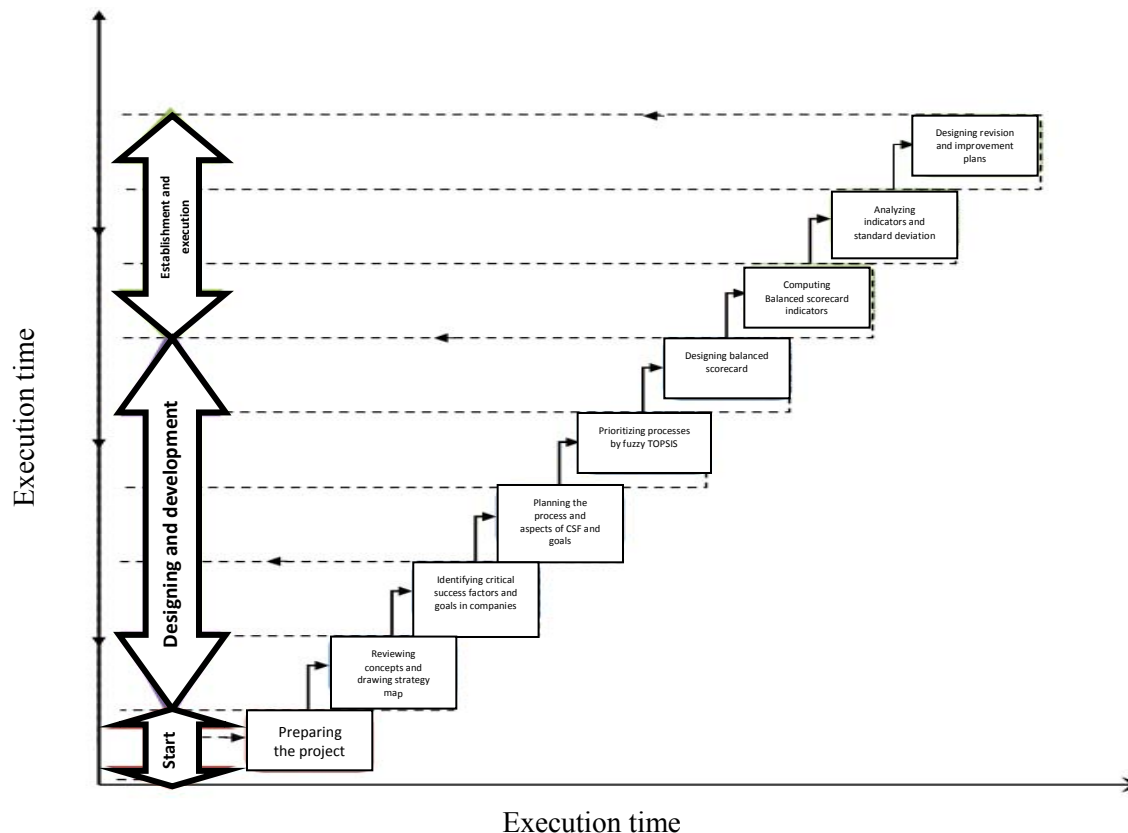 Designing revision
and improvement
plans
Analyzing
indicators and
standard deviation
Computing
Balanced scorecard
indicators
Designing balanced
scorecard
Prioritizing processes
by fuzzy TOPSIS
Planning the
process and
aspects of CSF and
goals
Identifying critical
success factors and
goals in companies
Reviewing
concepts and
drawing strategy
map
Preparing
the project
Establishment and
execution
Designing and development
Start
Execution time
Execution time